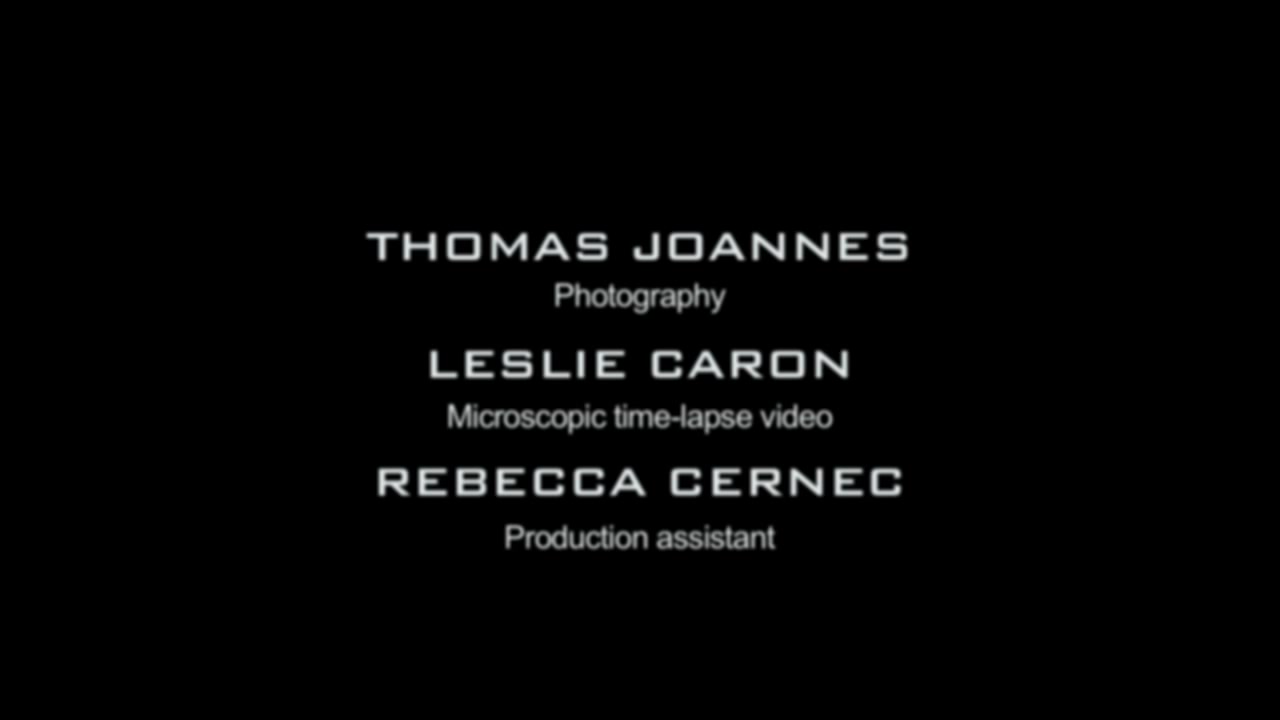 THOMAS JOANNES
Photography
LESLIE CARON
Microscopic time-lapse video
REBECCA CERNEC
Production assistant